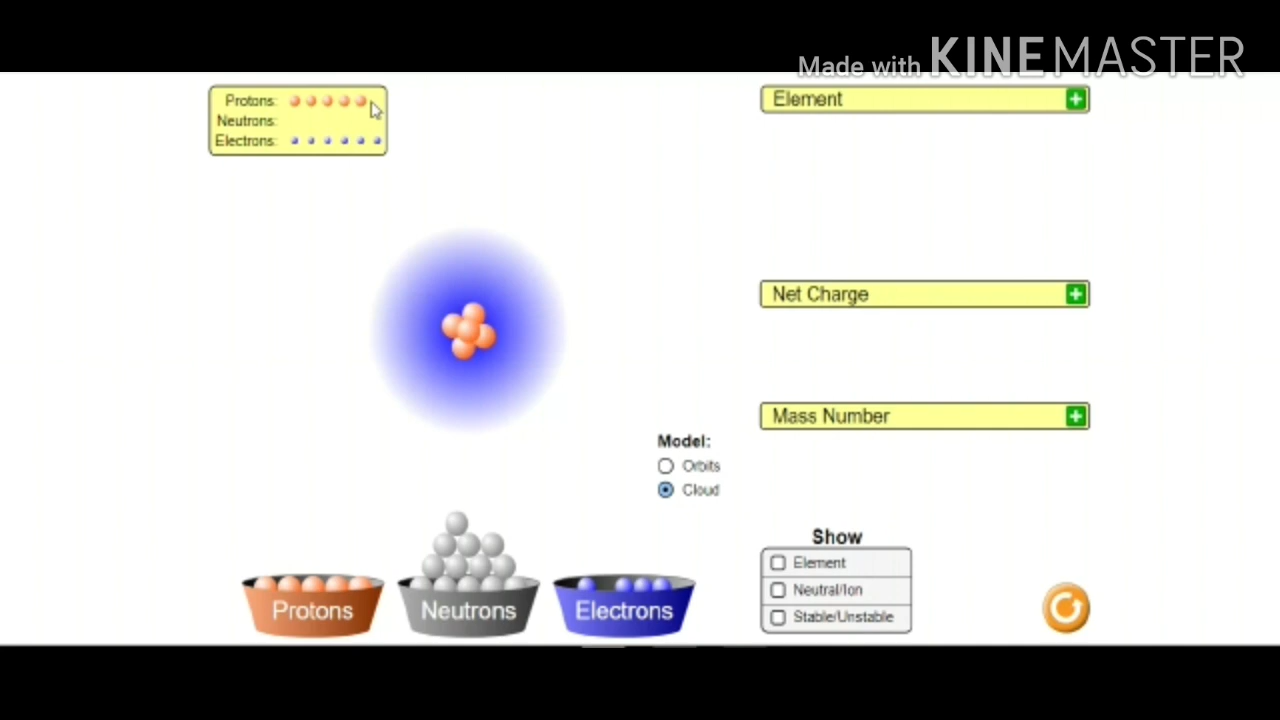 Made with KINEMASTER
Protons:
Neutrons:
Electrons:
Element
Net Charge
Mass Number
Model:
Orbits
Cloud
Show
Element
Neutral/Ion
Stable/Unstable
Protons
Neutrons
Electrons